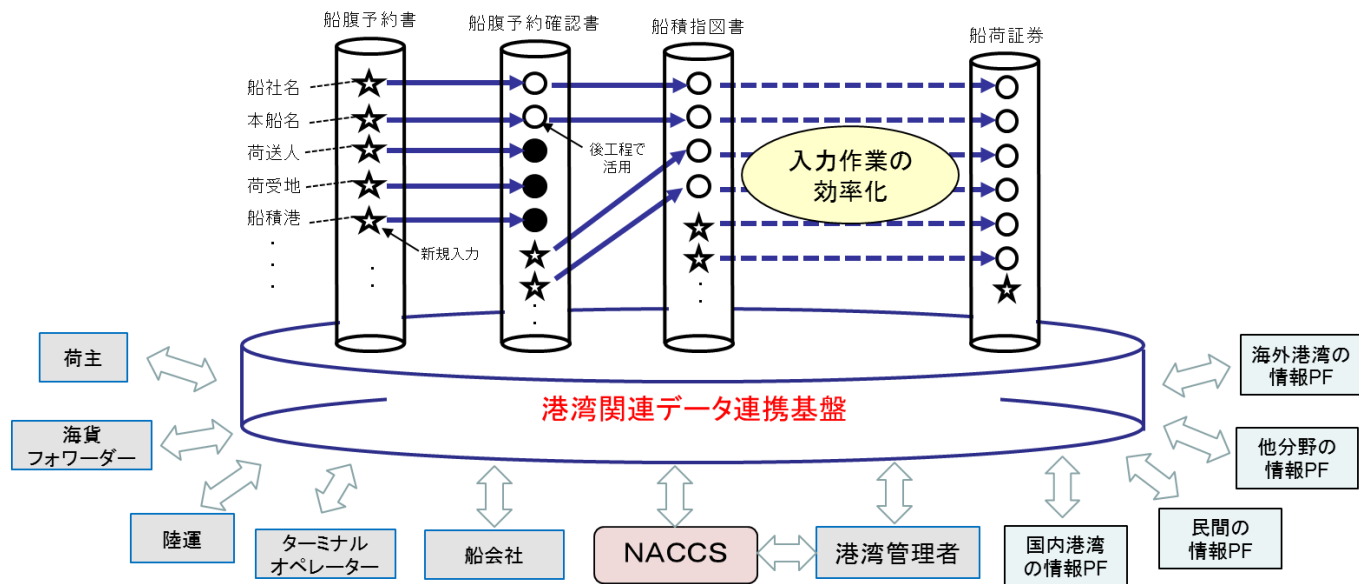 船腹予約書
船腹予約確認書
船積指図書
船荷証券
船社名
本船名
荷送人
荷受地
船積港
後工程で
活用
新規入力
入力作業の
効率化
港湾関連データ連携基盤
荷主
海貨
フォワーダー
陸運
ターミナル
オペレーター
船会社
NACCS
港湾管理者
国内港湾
の情報PF
民間の
情報PF
他分野の
情報PF
海外港湾の
情報PF